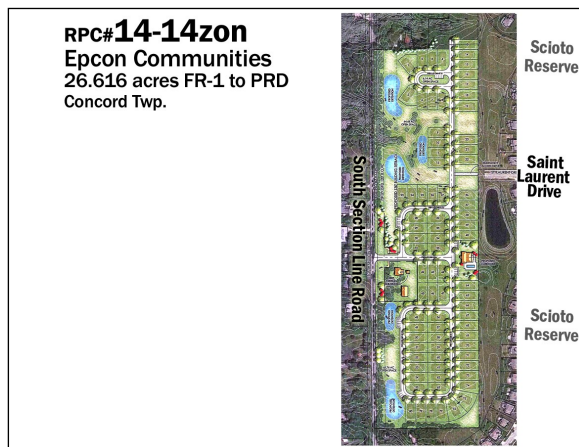 RPC#14-14zon
Epcon Communities
26.616 acres FR-1 to PRD
Concord Twp.
Scioto
Reserve
Saint
Laurent
Drive
South Section Line Road
Scioto
Reserve